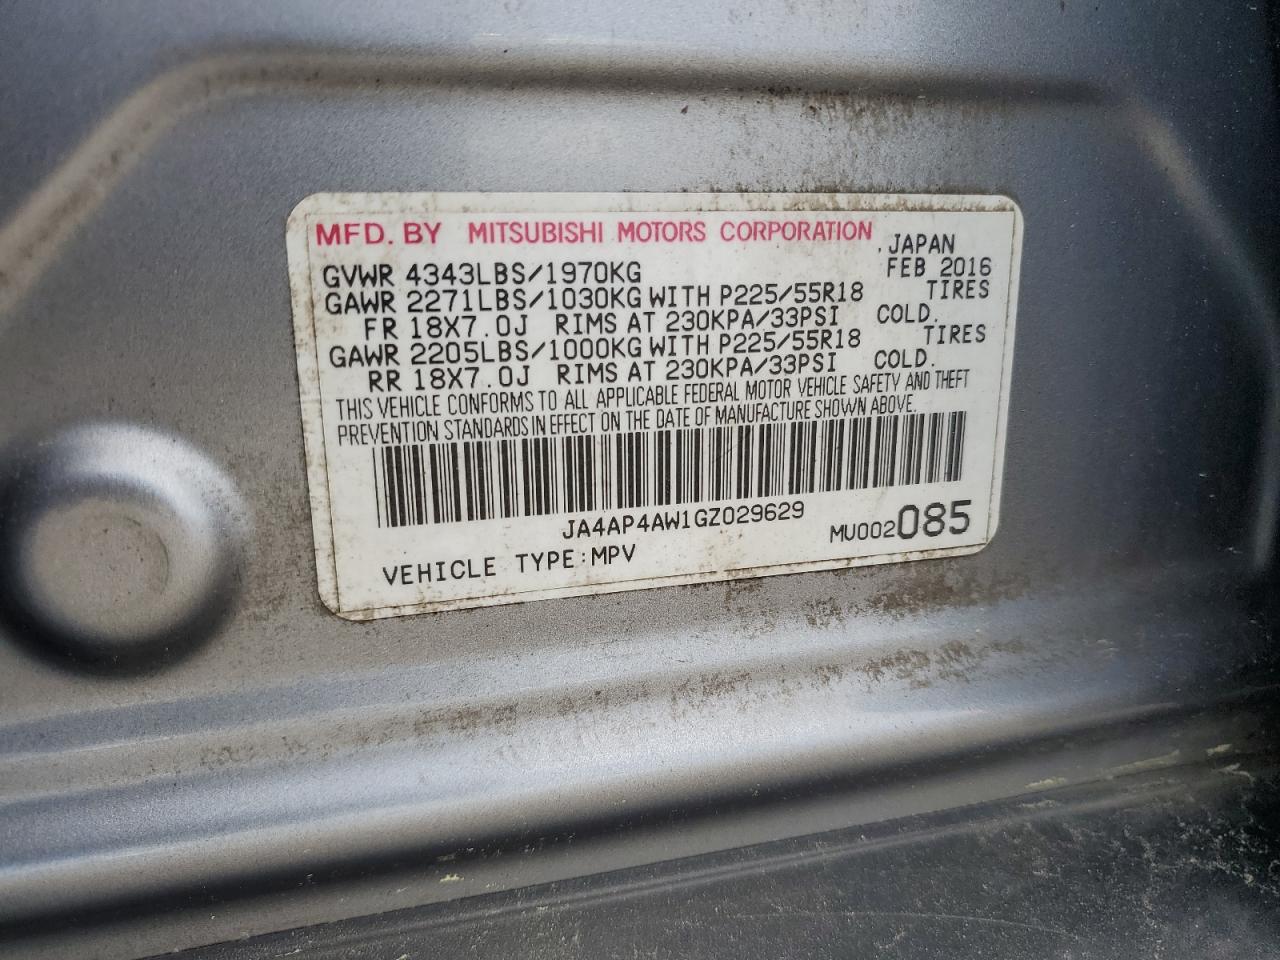 MFD. BY MITSUBISHI MOTORS CORPORATION . JAPAN
GVWR 4343LBS/1970KG FEB 2016
GAWR 2271LBS/1030KG WITH P225/55R18 TIRES
FR 18X7.0J RIMS AT 230KPA/33PSI COLD.
GAWR 2205LBS/1000KG WITH P225/55R18 TIRES
RR 18X7.0J RIMS AT 230KPA/33PSI COLD.
THIS VEHICLE CONFORMS TO ALL APPLICABLE FEDERAL MOTOR VEHICLE SAFETY AND THEFT
PREVENTION STANDARDS IN EFFECT ON THE DATE OF MANUFACTURE SHOWN ABOVE.
JA4AP4AW1GZ029629
MU002085
VEHICLE TYPE:MPV